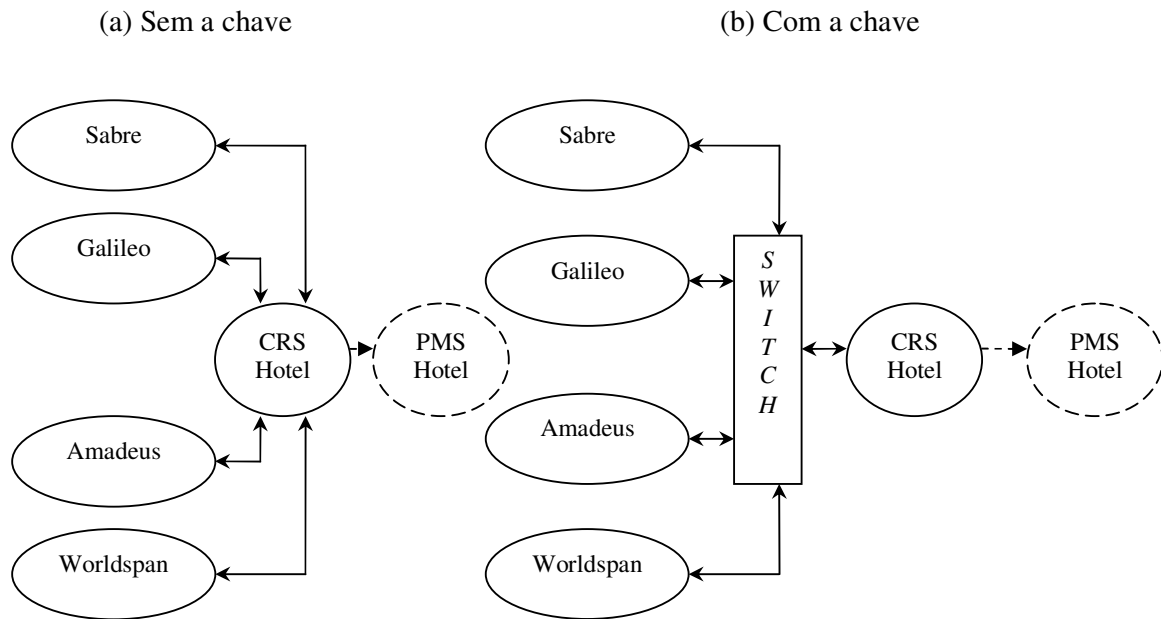 (a) Sem a chave
Sabre
Galileo
CRS
Hotel
PMS
Hotel
Amadeus
Worldspan
(b) Com a chave
Sabre
Galileo
S
W
I
T
C
H
CRS
Hotel
PMS
Hotel
Amadeus
Worldspan